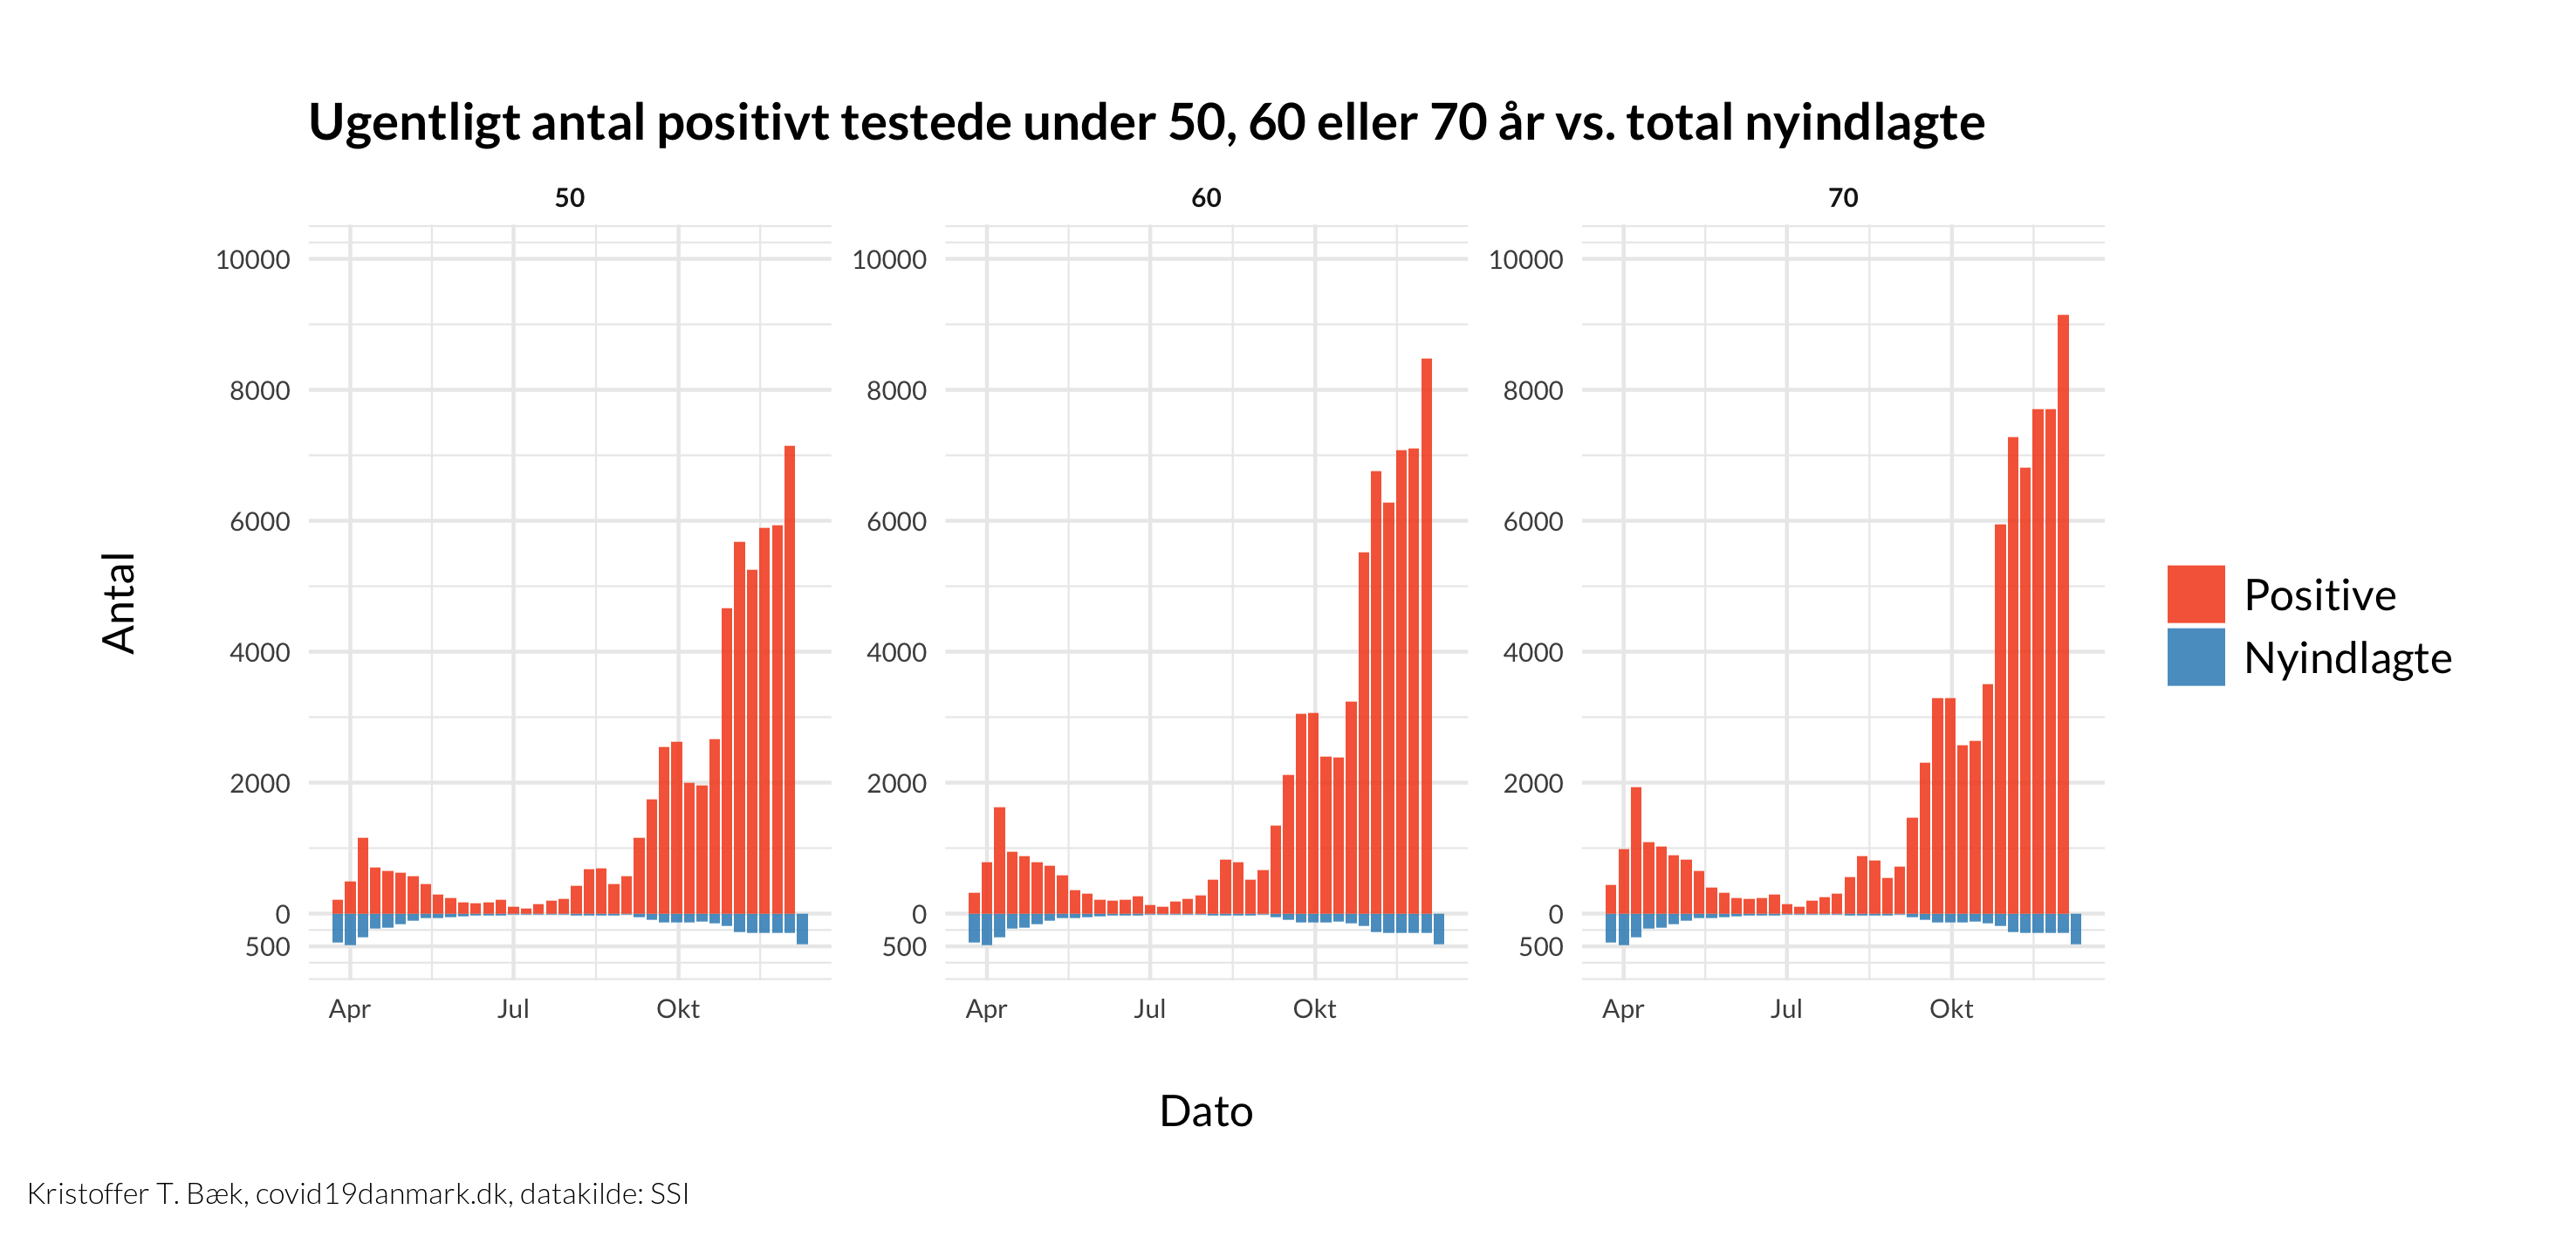 Ugentligt antal positivt testede under 50, 60 eller 70 år vs. total nyindlagte
50
60
70
Antal
10000
8000
6000
4000
2000
0
500
10000
8000
6000
4000
2000
0
500
10000
8000
6000
4000
2000
0
500
Apr Jul Okt
Apr Jul Okt
Apr Jul Okt
Positive
Nyindlagte
Dato
Kristoffer T. Bæk, covid19danmark.dk, datakilde: SSI